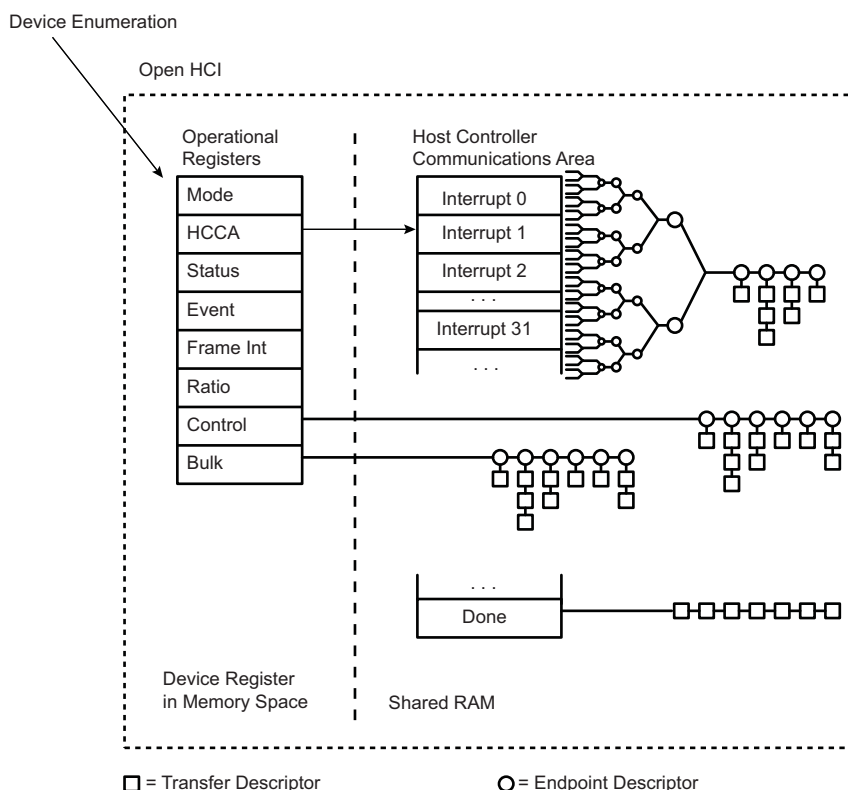 Device Enumeration
Open HCI
Operational
Registers
Mode
HCCA
Status
Event
Frame Int
Ratio
Control
Bulk
Host Controller
Communications Area
Interrupt 0
Interrupt 1
Interrupt 2
. . .
Interrupt 31
. . .
. . .
Done
Device Register
in Memory Space
Shared RAM
= Transfer Descriptor
= Endpoint Descriptor